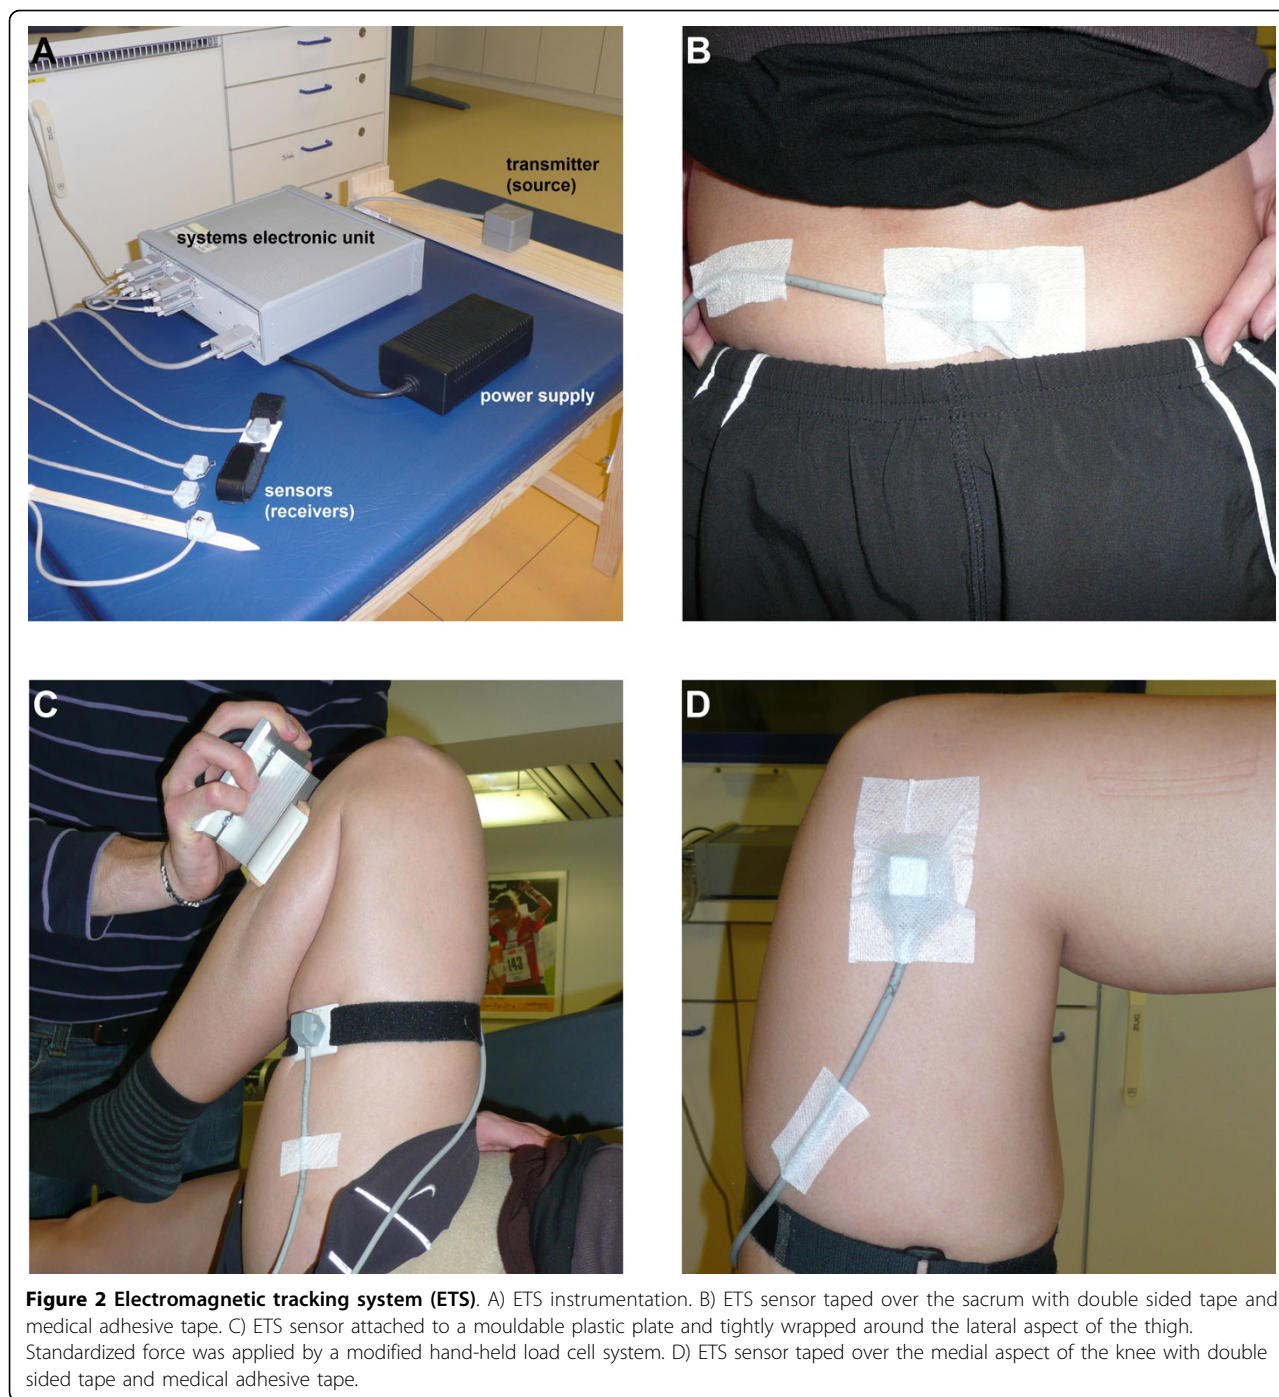 A
transmitter
(source)
systems electronic unit
power supply
sensors
(receivers)
B
C
143
D
Figure 2 Electromagnetic tracking system (ETS). A) ETS instrumentation. B) ETS sensor taped over the sacrum with double sided tape and
medical adhesive tape. C) ETS sensor attached to a mouldable plastic plate and tightly wrapped around the lateral aspect of the thigh.
Standardized force was applied by a modified hand-held load cell system. D) ETS sensor taped over the medial aspect of the knee with double
sided tape and medical adhesive tape.